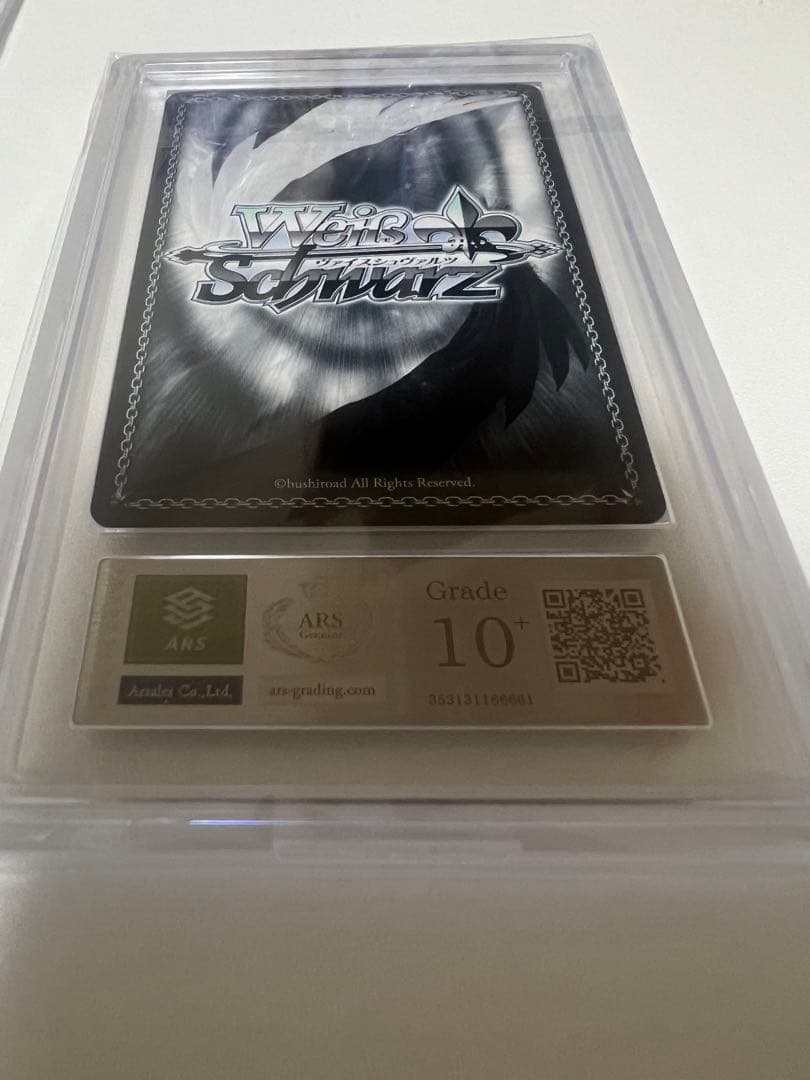 Weiß
ヴァイスシュヴァルツ
Schwarz
©bushiroad All Rights Reserved.
ARS
Arsales Co.,Ltd.
ARS
Genuine
ars-grading.com
Grade
10+
353131166661